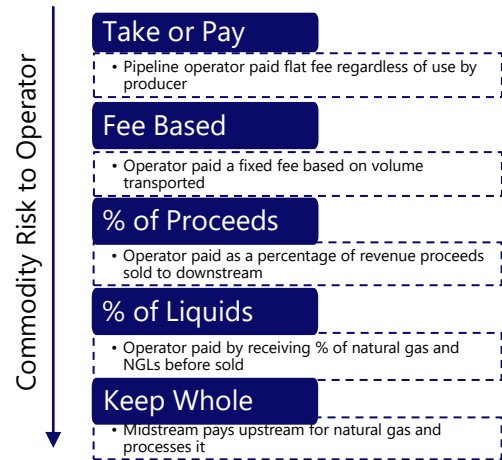 Commodity Risk to Operator
Take or Pay
• Pipeline operator paid flat fee regardless of use by
producer
Fee Based
• Operator paid a fixed fee based on volume
transported
% of Proceeds
• Operator paid as a percentage of revenue proceeds
sold to downstream
% of Liquids
• Operator paid by receiving % of natural gas and
NGLs before sold
Keep Whole
• Midstream pays upstream for natural gas and
processes it